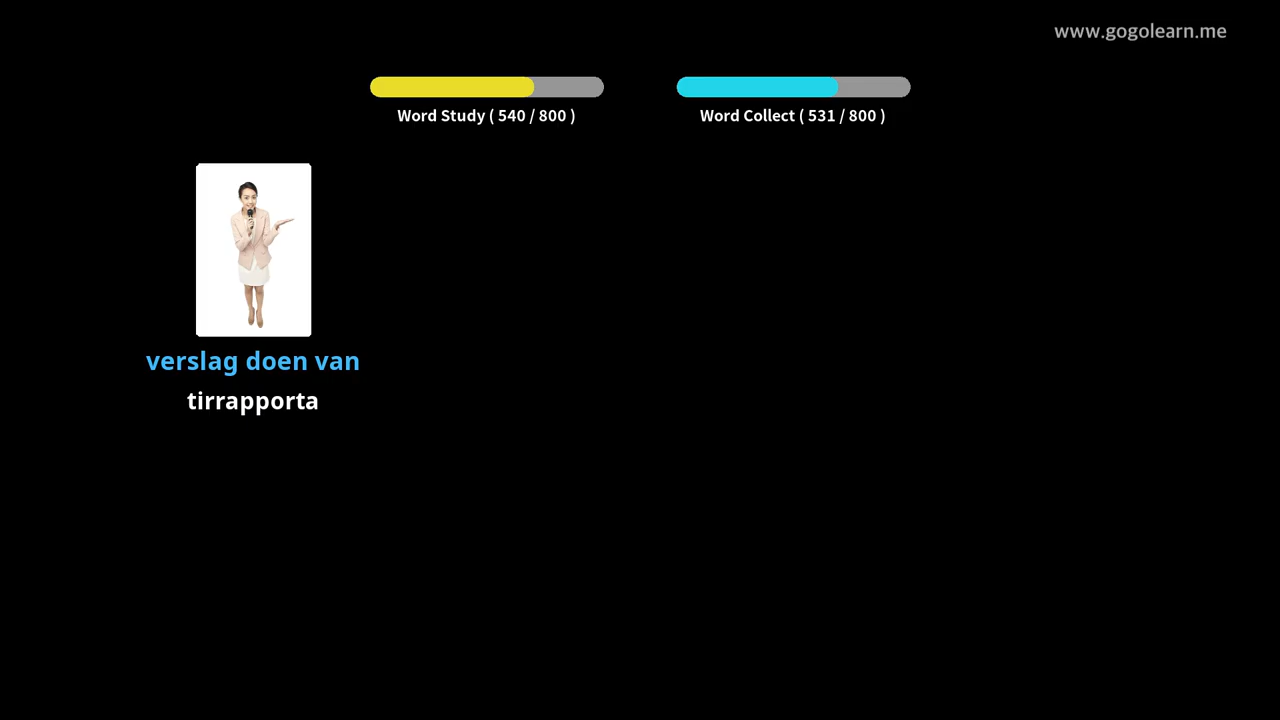 www.gogolearn.me
Word Study ( 540 / 800 )
Word Collect ( 531 / 800 )
verslag doen van
tirrapporta